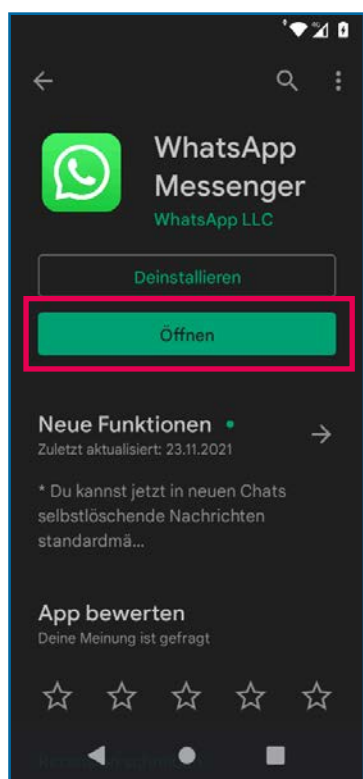 WhatsApp
Messenger
WhatsApp LLC
Deinstallieren
Öffnen
Neue Funktionen
Zuletzt aktualisiert: 23.11.2021
* Du kannst jetzt in neuen Chats
selbstlöschende Nachrichten
standardmä...
App bewerten
Deine Meinung ist gefragt